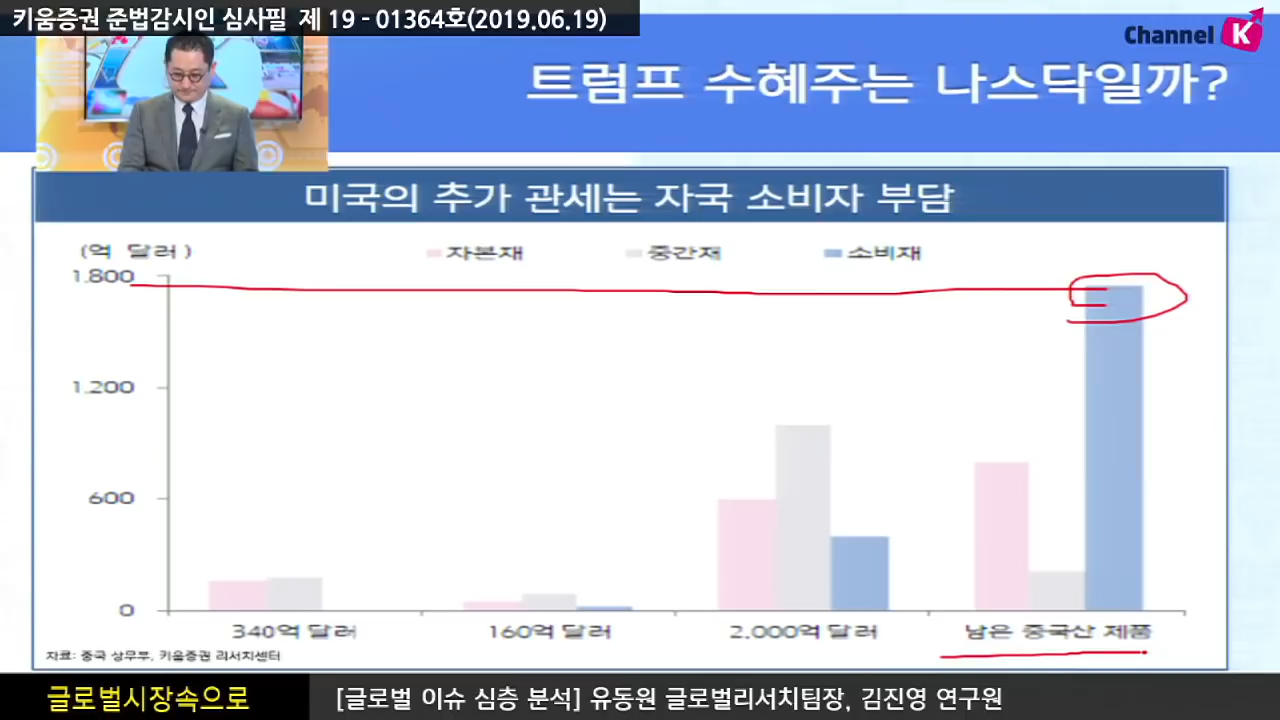 키움증권 준법감시인 심사필 제 19 - 01364호(2019.06.19)
Channel K
트럼프 수혜주는 나스닥일까?
미국의 추가 관세는 자국 소비자 부담
(억 달러)
자본재 중간재 소비재
1,800
1,200
600
0
340억 달러 160억 달러 2,000억 달러 남은 중국산 제품
자료: 중국 상무부, 키움증권 리서치센터
글로벌시장속으로 [글로벌 이슈 심층 분석] 유동원 글로벌리서치팀장, 김진영 연구원